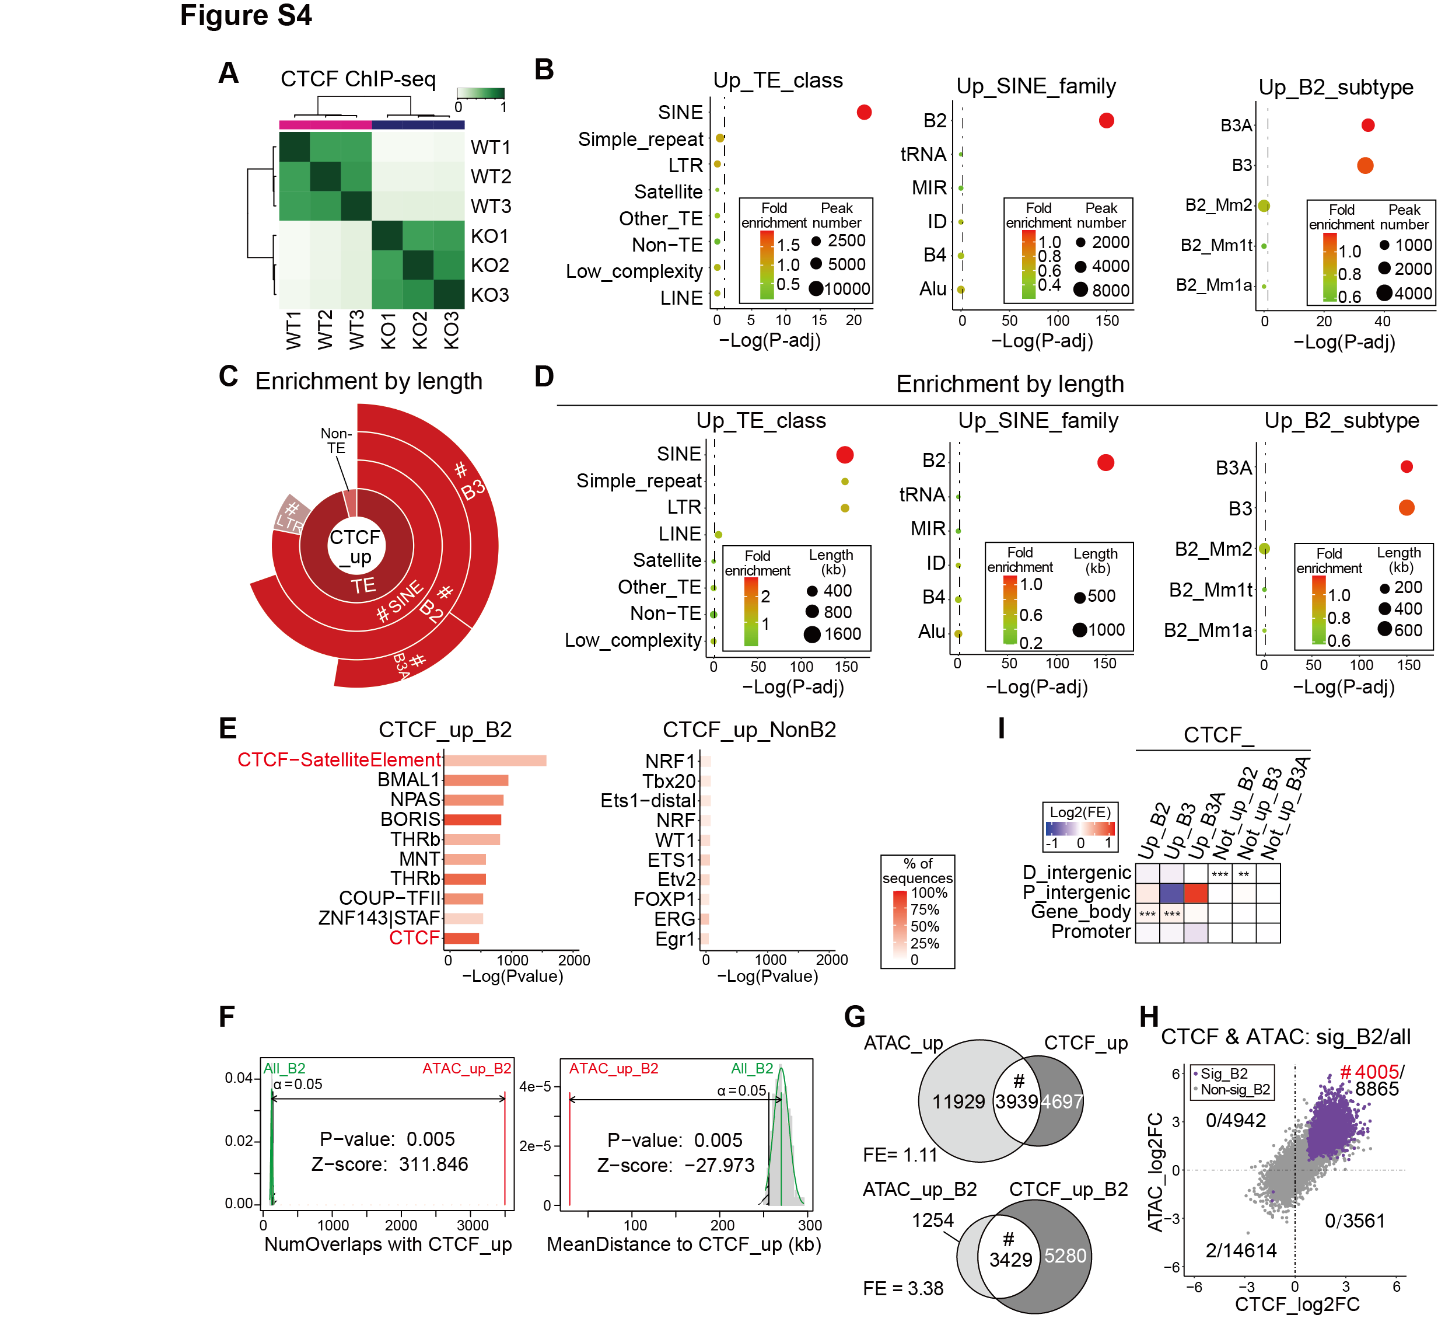 Figure S4
A
CTCF ChIP-seq
0 1
WT1
WT2
WT3
KO1
KO2
KO3
WT1 WT2 WT3 KO1 KO2 KO3
B
Up_TE_class
SINE
Simple_repeat
LTR
Satellite
Other_TE
Non−TE
Low_complexity
LINE
Fold enrichment
1.5
1.0
0.5
Peak number
2500
5000
10000
0 5 10 15 20
−Log(P-adj)
Up_SINE_family
B2
tRNA
MIR
ID
B4
Alu
Fold enrichment
1.0
0.8
0.6
0.4
Peak number
2000
4000
8000
0 50 100 150
−Log(P-adj)
Up_B2_subtype
B3A
B3
B2_Mm2
B2_Mm1t
B2_Mm1a
Fold enrichment
1.0
0.8
0.6
Peak number
1000
2000
4000
0 20 40
−Log(P-adj)
C
Enrichment by length
Non-
TE
CTCF
_up
TE
# SINE
# B2
# B3
# B3A
# LTR
D
Enrichment by length
Up_TE_class
SINE
Simple_repeat
LTR
LINE
Satellite
Other_TE
Non−TE
Low_complexity
Fold enrichment
2
1
Length (kb)
400
800
1600
0 50 100 150
−Log(P-adj)
Up_SINE_family
B2
tRNA
MIR
ID
B4
Alu
Fold enrichment
1.0
0.8
0.6
0.4
0.2
Length (kb)
500
1000
0 50 100 150
−Log(P-adj)
Up_B2_subtype
B3A
B3
B2_Mm2
B2_Mm1t
B2_Mm1a
Fold enrichment
1.0
0.8
0.6
Length (kb)
200
400
600
0 50 100 150
−Log(P-adj)
E
CTCF_up_B2
CTCF−SatelliteElement
BMAL1
NPAS
BORIS
THRb
MNT
THRb
COUP−TFII
ZNF143|STAF
CTCF
0 1000 2000
−Log(Pvalue)
CTCF_up_NonB2
NRF1
Tbx20
Ets1−distal
NRF
WT1
ETS1
Etv2
FOXP1
ERG
Egr1
0 1000 2000
−Log(Pvalue)
% of
sequences
100%
75%
50%
25%
0
I
CTCF_
Up_B2 Up_B3 Up_B3A Not_up_B2 Not_up_B3 Not_up_B3A
Log2(FE)
-1 0 1
D_intergenic *** **
P_intergenic
Gene_body *** ***
Promoter
F
All_B2 ATAC_up_B2
α=0.05
P-value: 0.005
Z-score: 311.846
0.04
0.02
0.00
0 1000 2000 3000
NumOverlaps with CTCF_up
ATAC_up_B2 All_B2
α=0.05
P-value: 0.005
Z-score: −27.973
4e−5
2e−5
0
100 200 300
MeanDistance to CTCF_up (kb)
G
ATAC_up CTCF_up
#
11929 3939 4697
FE= 1.11
ATAC_up_B2 CTCF_up_B2
1254
#
3429 5280
FE = 3.38
H
CTCF & ATAC: sig_B2/all
Sig_B2
Non-sig_B2
# 4005/
8865
0/4942
0/3561
2/14614
6
3
0
−3
−6
ATAC_log2FC
−6 −3 0 3 6
CTCF_log2FC